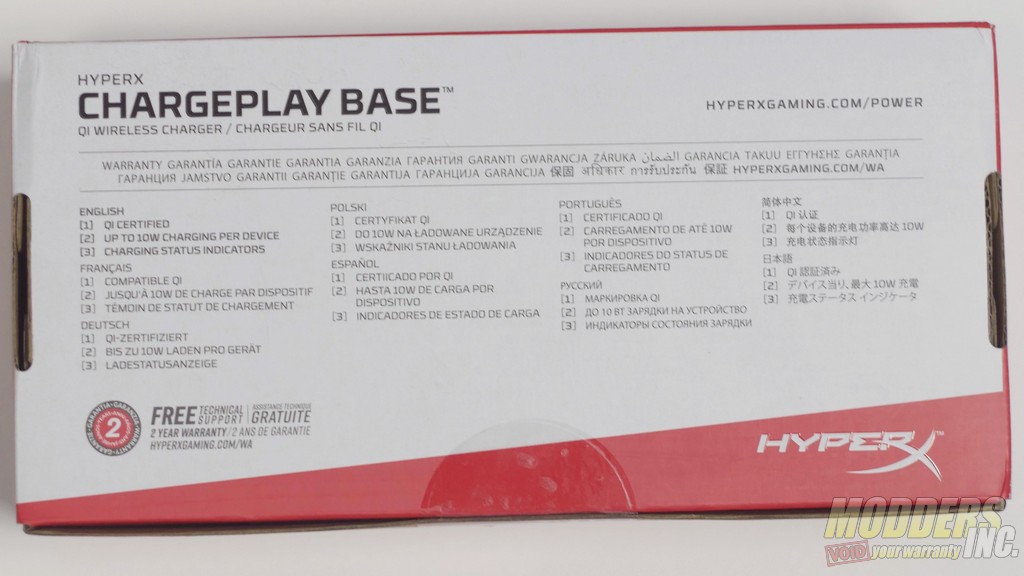 HYPERX
CHARGEPLAY BASE™
QI WIRELESS CHARGER / CHARGEUR SANS FIL QI
HYPERXGAMING.COM/POWER
WARRANTY GARANTÍA GARANTIE GARANTIA GARANZIA ГАРАНТИЯ GARANTI GWARANCJA ZÁRUKA الضمان GARANCIA TAKUU ΕΓΓΥΗΣΗΣ GARANȚIA
ГАРАНЦИЯ JAMSTVO GARANTII GARANȚIE GARANTIJA ГАРАНЦИЈА GARANCIJA 保固 अधिकार การรับประกัน 保証 HYPERXGAMING.COM/WA
ENGLISH
[1] QI CERTIFIED
[2] UP TO 10W CHARGING PER DEVICE
[3] CHARGING STATUS INDICATORS
FRANÇAIS
[1] COMPATIBLE QI
[2] JUSQU'À 10W DE CHARGE PAR DISPOSITIF
[3] TÉMOIN DE STATUT DE CHARGEMENT
DEUTSCH
[1] QI-ZERTIFIZIERT
[2] BIS ZU 10W LADEN PRO GERÄT
[3] LADESTATUSANZEIGE
POLSKI
[1] CERTYFIKAT QI
[2] DO 10W NA ŁADOWANE URZĄDZENIE
[3] WSKAŹNIKI STANU ŁADOWANIA
ESPAÑOL
[1] CERTIICADO POR QI
[2] HASTA 10W DE CARGA POR
DISPOSITIVO
[3] INDICADORES DE ESTADO DE CARGA
PORTUGUÊS
[1] CERTIFICADO QI
[2] CARREGAMENTO DE ATÉ 10W
POR DISPOSITIVO
[3] INDICADORES DO STATUS DE
CARREGAMENTO
РУССКИЙ
[1] МАРКИРОВКА QI
[2] ДО 10 ВТ ЗАРЯДКИ НА УСТРОЙСТВО
[3] ИНДИКАТОРЫ СОСТОЯНИЯ ЗАРЯДКИ
简体中文
[1] QI 认证
[2] 每个设备的充电功率高达 10W
[3] 充电状态指示灯
日本語
[1] QI 認証済み
[2] デバイス当り、最大 10W 充電
[3] 充電ステータス インジケータ
2
FREE TECHNICAL SUPPORT
ASSISTANCE TECHNIQUE GRATUITE
2 YEAR WARRANTY/2 ANS DE GARANTIE
HYPERXGAMING.COM/WA
HYPERX™
MODDERS INC.
VOID your warranty